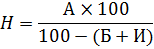 Н = А × 100
100 − (Б + И)